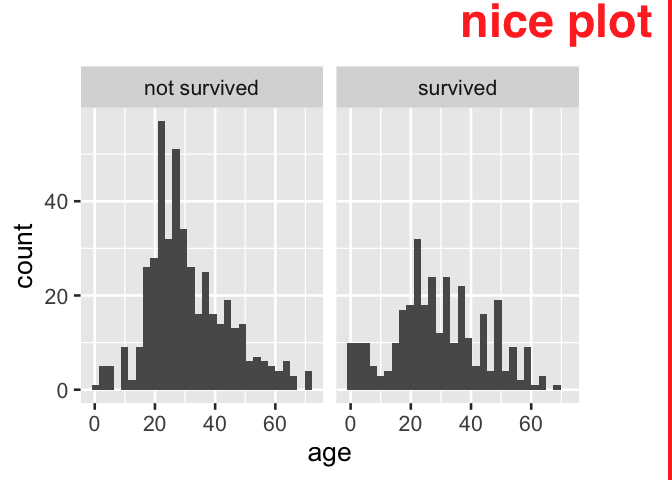 nice plot
not survived
survived
count
40
20
0
0 20 40 60
0 20 40 60
age